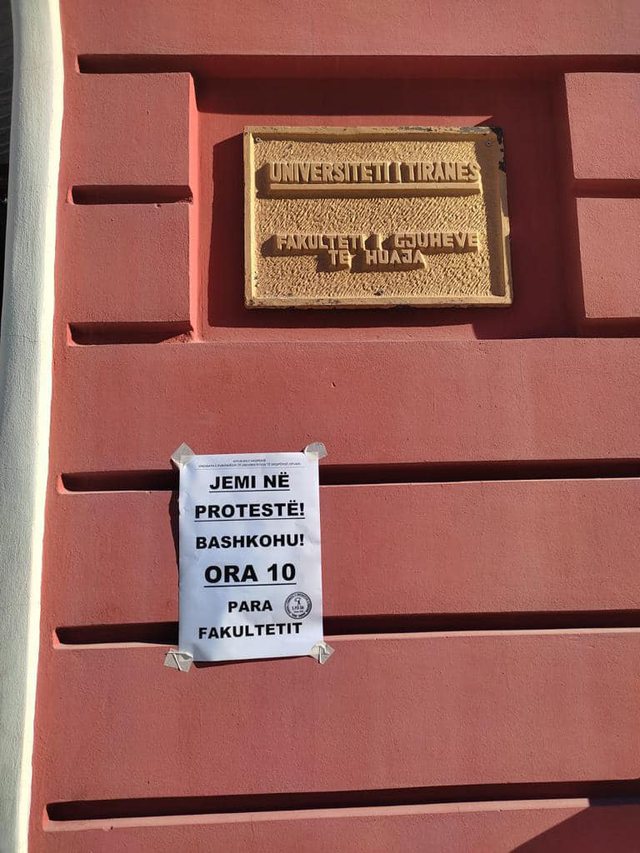 UNIVERSITETI I TIRANES
FAKULTETI I GJUHEVE
TE HUAJA
JEMI NË
PROTESTË!
BASHKOHU!
ORA 10
PARA
FAKULTETIT